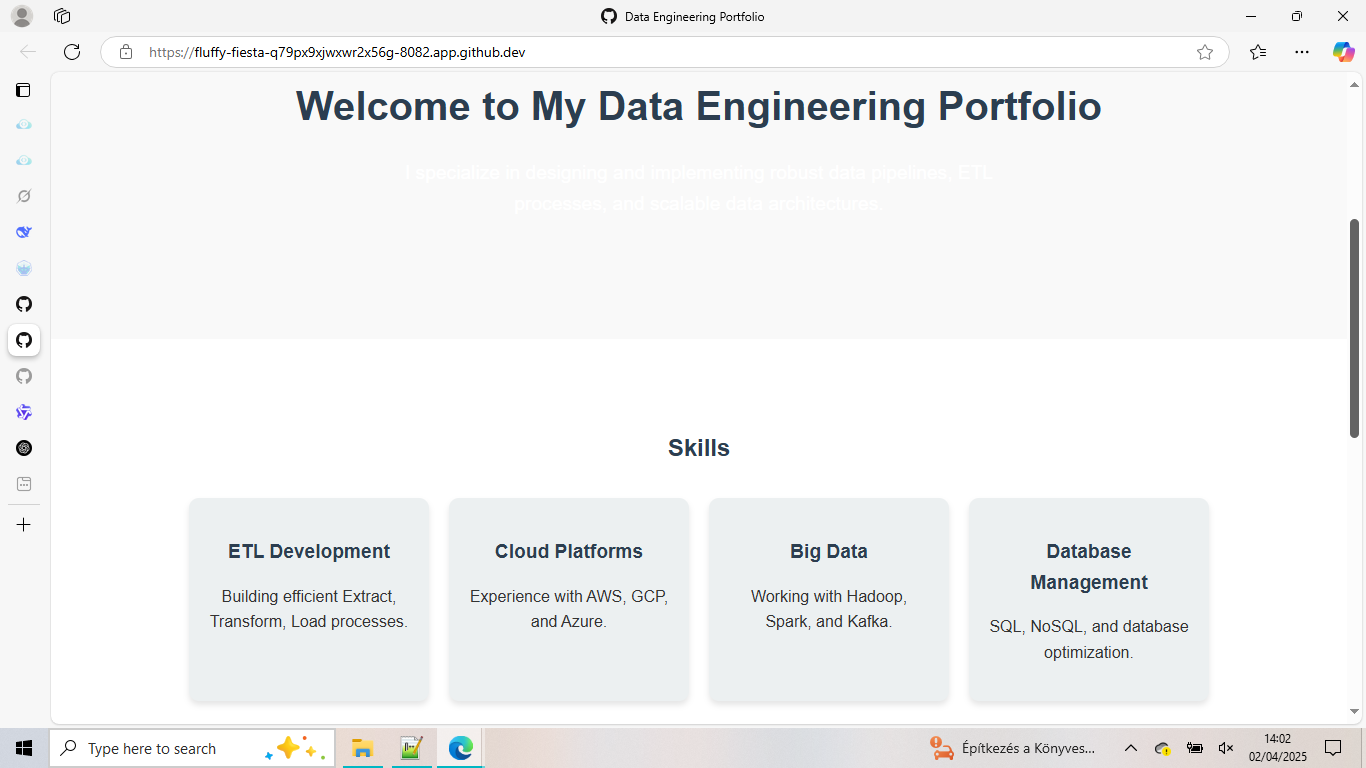 Data Engineering Portfolio
https://fluffy-fiesta-q79px9xjwxwr2x56g-8082.app.github.dev
Welcome to My Data Engineering Portfolio
I specialize in designing and implementing robust data pipelines, ETL
processes, and scalable data architectures.
Skills
ETL Development
Building efficient Extract,
Transform, Load processes.
Cloud Platforms
Experience with AWS, GCP,
and Azure.
Big Data
Working with Hadoop,
Spark, and Kafka.
Database
Management
SQL, NoSQL, and database
optimization.
Type here to search
Építkezés a Könyves...
14:02
02/04/2025